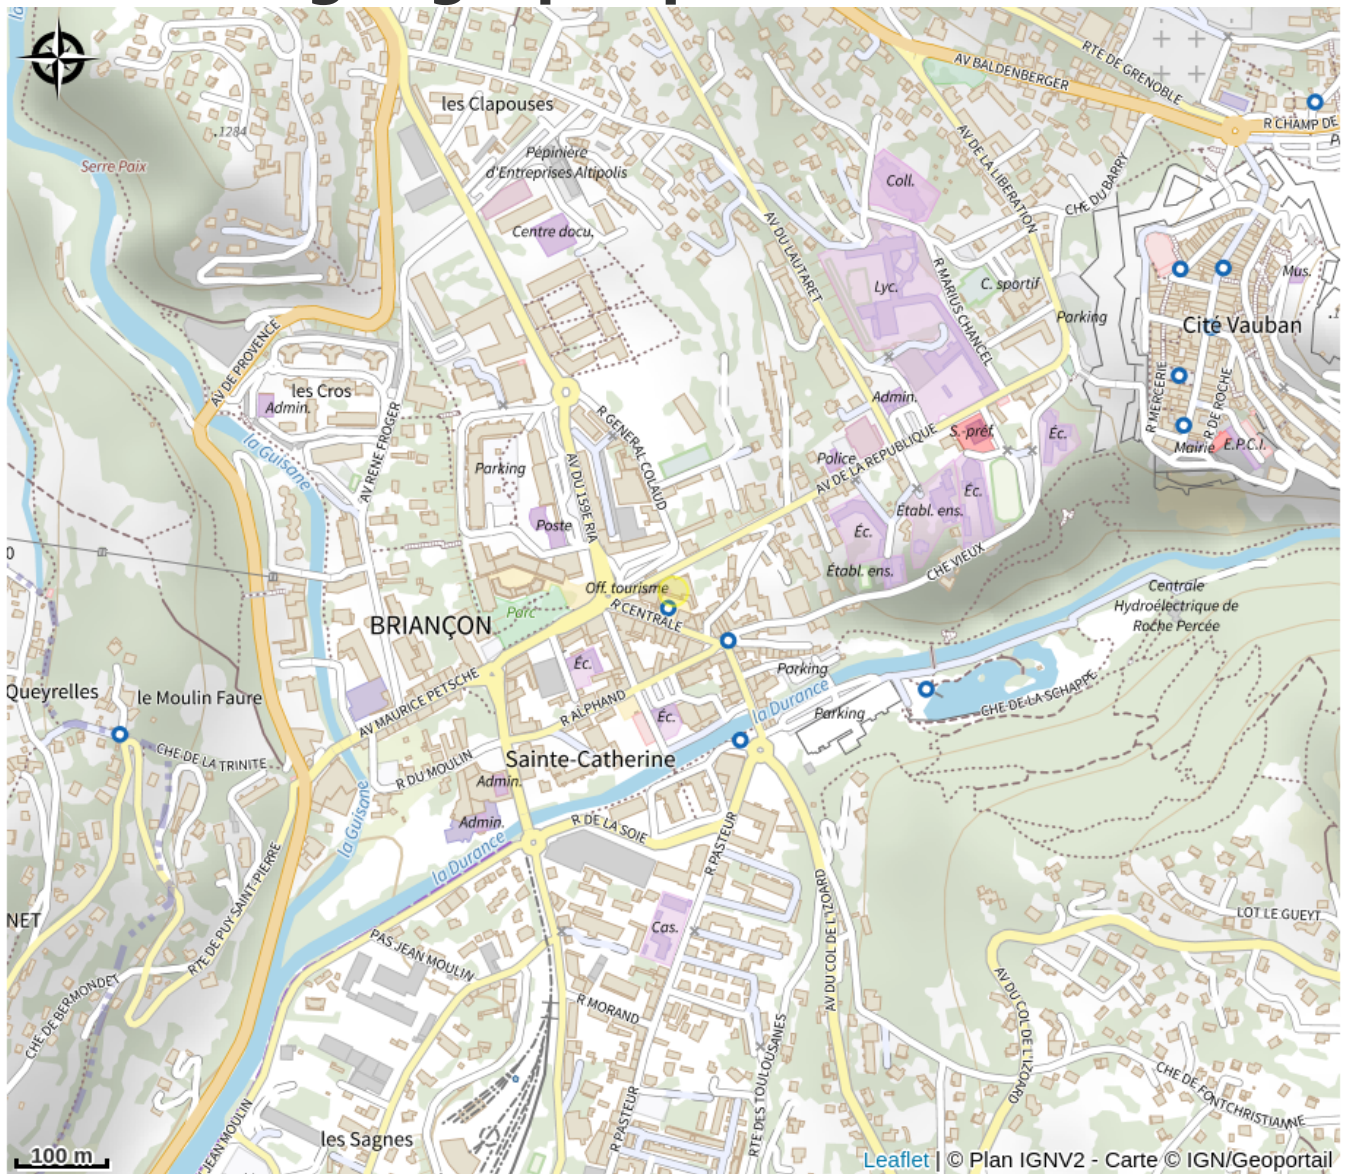 les Clapouses
AV BALDENBERGER
RTE DE GRENOBLE
R CHAMP DE
.1284
Serre Paix
Pépinière
d'Entreprises Altipolis
Coll.
AV DE LA LIBERATION
CHE DU BARRY
Centre docu.
AV DU LAUTARET
Lyc.
R MARIUS CHANCEL
C. sportif
Mus.
Parking
Cité Vauban
AV DE PROVENCE
les Cros
Admin.
Admin.
R MERCERIE
R DE ROCHE
AV RENE FROGER
R GENERAL COLAUD
S.-préf.
Éc.
Mairie
E.P.C.I.
la Guisane
Parking
AV DU 159E RIA
Police
AV DE LA REPUBLIQUE
Éc.
Poste
Établ. ens.
Éc.
0
Établ. ens.
CHE VIEUX
Off. tourisme
Centrale
Hydroélectrique de
Roche Percée
Parc
R CENTRALE
BRIANÇON
Éc.
Parking
Queyrelles
le Moulin Faure
AV MAURICE PETSCHE
R ALPHAND
Éc.
la Durance
Parking
CHE DE LA SCHAPPE
CHE DE LA TRINITE
R DU MOULIN
Sainte-Catherine
Admin.
la Guisane
Admin.
R DE LA SOIE
la Durance
R PASTEUR
RTE DE PUY-SAINT-PIERRE
AV DU COL DE L'IZOARD
NET
Cas.
LOT LE GUEYT
PAS JEAN MOULIN
CHE DE BERMONDET
R MORAND
AV DU COL DE L'IZOARD
RTE DES TOULOUSANES
CHE DE FONTCHRISTIANNE
JEAN MOULIN
les Sagnes
R PASTEUR
100 m
Leaflet | © Plan IGNV2 - Carte © IGN/Geoportail